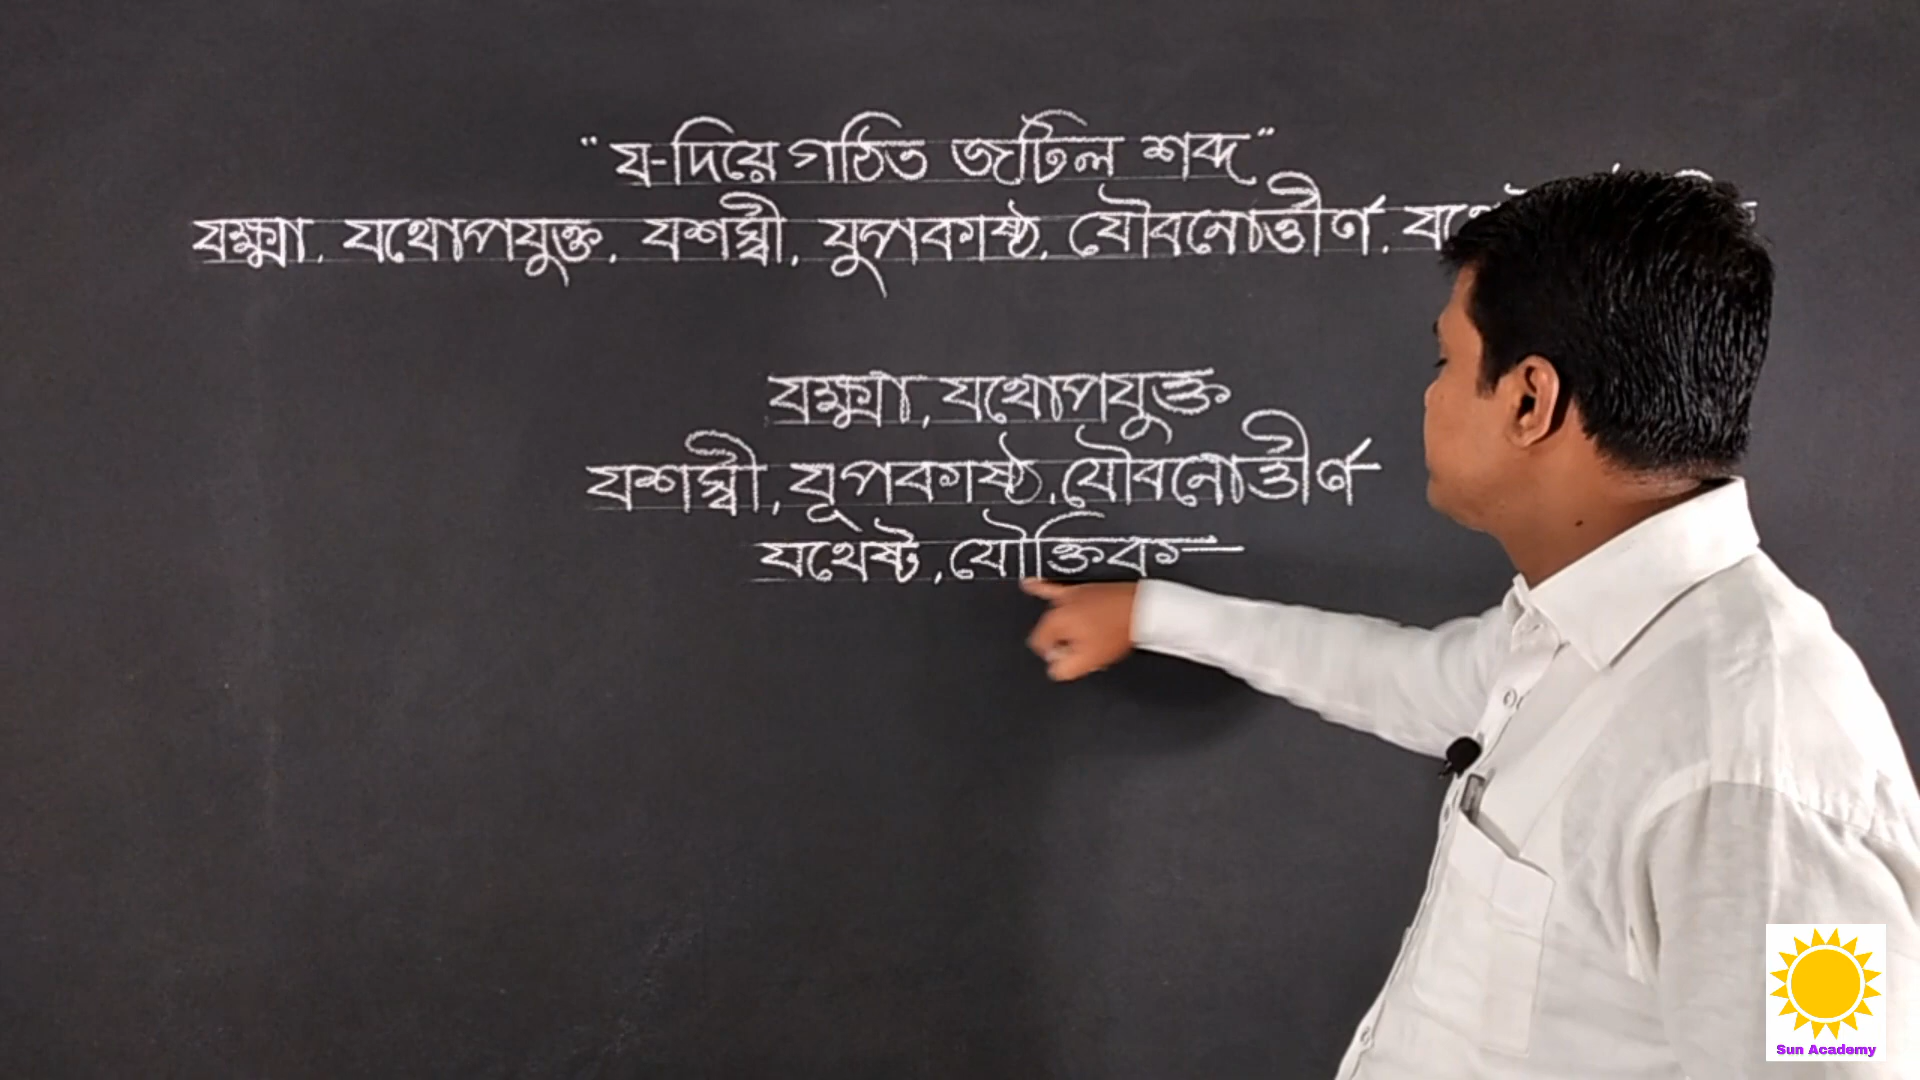 "য-দিয়ে গঠিত জটিল শব্দ"
যক্ষ্মা, যথোপযুক্ত, যশস্বী, যুপকাষ্ঠ, যৌবনোত্তীর্ণ,
যক্ষ্মা, যথোপযুক্ত
যশস্বী, যূপকাষ্ঠ, যৌবনোত্তীর্ণ
যথেষ্ট, যৌক্তিক
Sun Academy